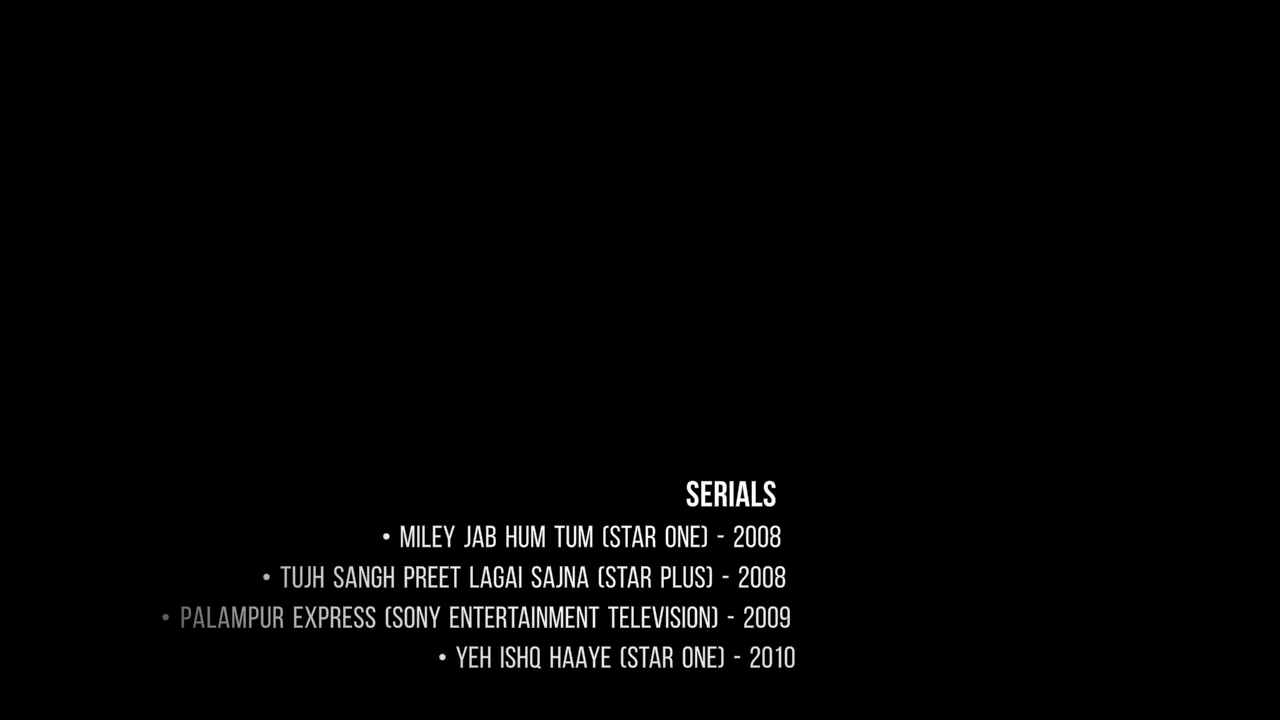 SERIALS
• MILEY JAB HUM TUM (STAR ONE) - 2008
• TUJH SANGH PREET LAGAI SAJNA (STAR PLUS) - 2008
• PALAMPUR EXPRESS (SONY ENTERTAINMENT TELEVISION) - 2009
• YEH ISHQ HAAYE (STAR ONE) - 2010